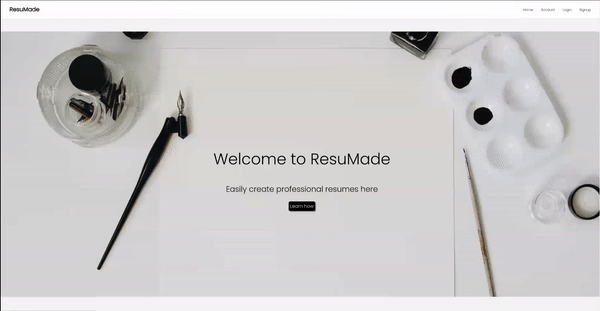 ResuMade
Home Account Login Signup
Welcome to ResuMade
Easily create professional resumes here
Learn how